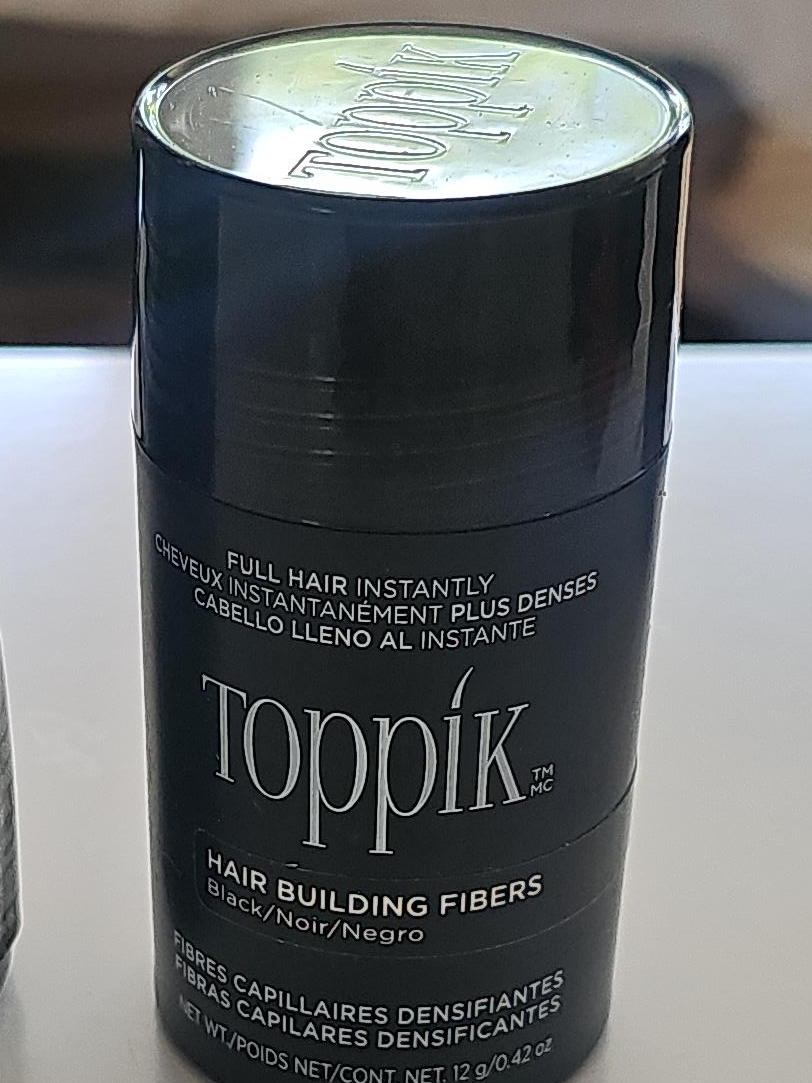 Toppik
FULL HAIR INSTANTLY
CHEVEUX INSTANTANÉMENT PLUS DENSES
CABELLO LLENO AL INSTANTE
Toppik TM
MC
HAIR BUILDING FIBERS
Black/Noir/Negro
FIBRES CAPILLAIRES DENSIFIANTES
FIBRAS CAPILARES DENSIFICANTES
NET WT./POIDS NET/CONT. NET. 12 g/0.42 oz